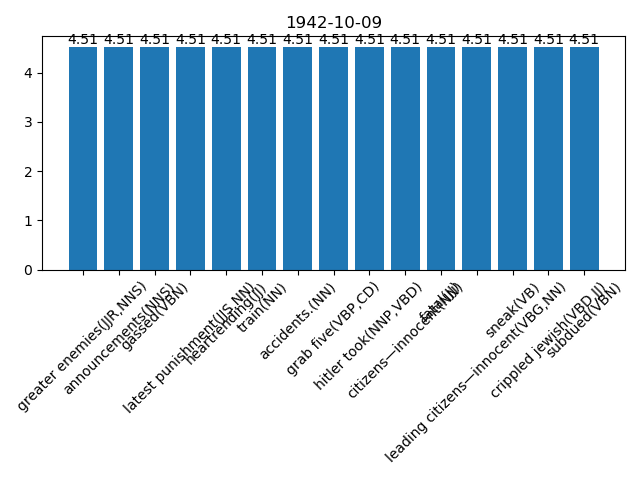 1942-10-09
4.51 4.51 4.51 4.51 4.51 4.51 4.51 4.51 4.51 4.51 4.51 4.51 4.51 4.51 4.51
4
3
2
1
0
greater enemies(JJR,NNS)
announcements(NNS)
gassed(VBN)
latest punishment(JJS,NN)
heartrending(JJ)
train(NN)
accidents.(NN)
grab five(VBP,CD)
hitler took(NNP,VBD)
citizens—innocent(NN)
leading citizens—innocent(VBG,NN)
sneak(VB)
crippled jewish(VBD,JJ)
subdued(VBN)